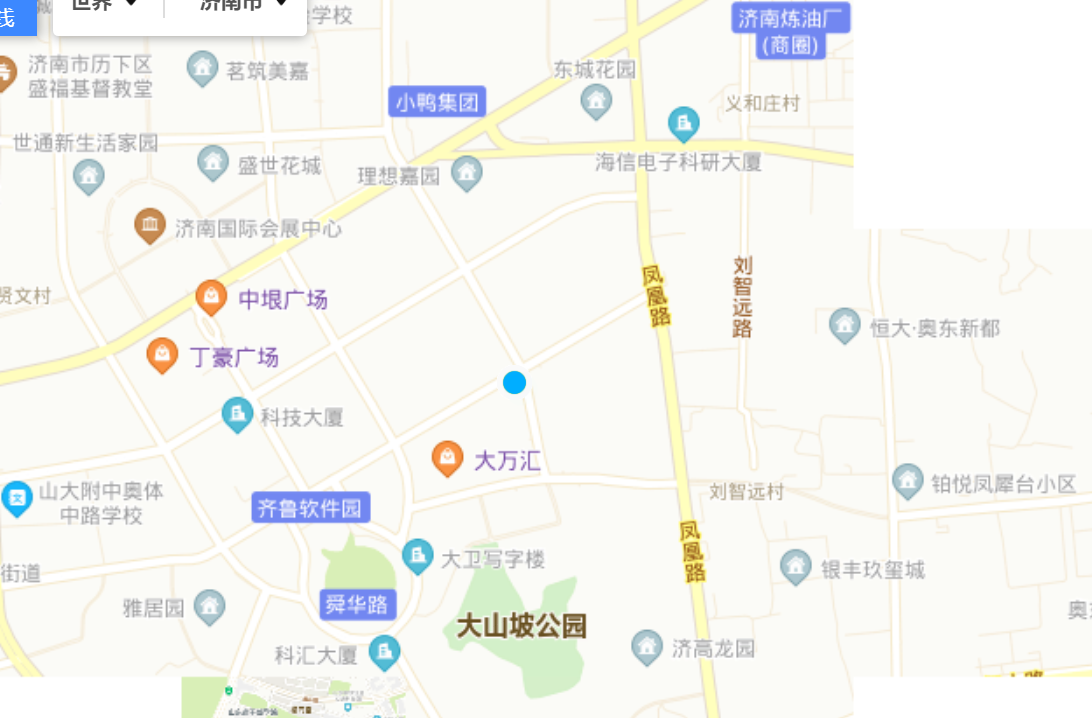 线
世界
济南市
学校
济南炼油厂
(商圈)
济南市历下区
盛福基督教堂
茗筑美嘉
东城花园
小鸭集团
义和庄村
世通新生活家园
盛世花城
理想嘉园
海信电子科研大厦
济南国际会展中心
贤文村
中垠广场
凤凰路
刘智远路
恒大·奥东新都
丁豪广场
科技大厦
大万汇
山大附中奥体
中路学校
齐鲁软件园
刘智远村
铂悦凤犀台小区
凤凰路
大卫写字楼
街道
银丰玖玺城
雅居园
舜华路
大山坡公园
奥
科汇大厦
济高龙园